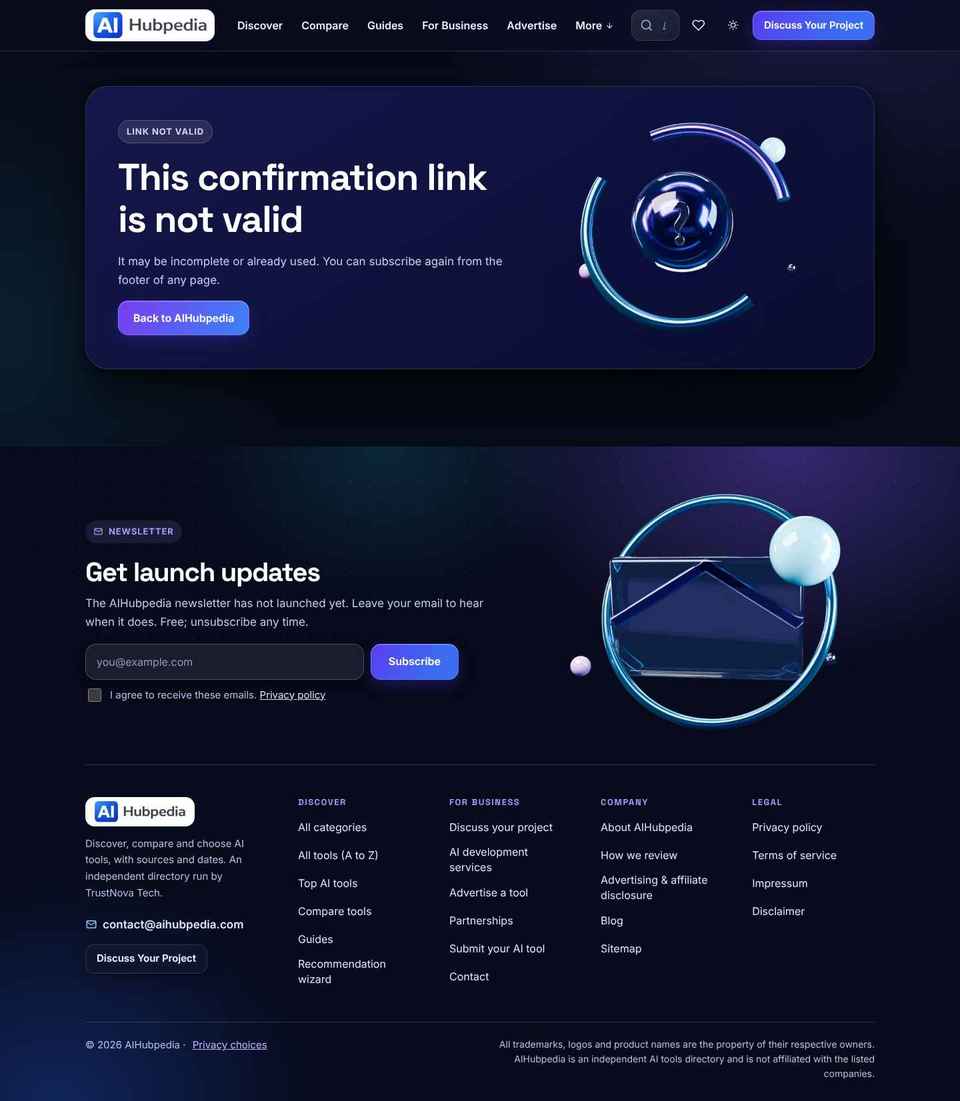 AI Hubpedia
Discover
Compare
Guides
For Business
Advertise
More ↓
/
Discuss Your Project
LINK NOT VALID
This confirmation link
is not valid
It may be incomplete or already used. You can subscribe again from the
footer of any page.
Back to AIHubpedia
?
NEWSLETTER
Get launch updates
The AIHubpedia newsletter has not launched yet. Leave your email to hear
when it does. Free; unsubscribe any time.
you@example.com
Subscribe
I agree to receive these emails. Privacy policy
AI Hubpedia
Discover, compare and choose AI
tools, with sources and dates. An
independent directory run by
TrustNova Tech.
contact@aihubpedia.com
Discuss Your Project
DISCOVER
All categories
All tools (A to Z)
Top AI tools
Compare tools
Guides
Recommendation
wizard
FOR BUSINESS
Discuss your project
AI development
services
Advertise a tool
Partnerships
Submit your AI tool
Contact
COMPANY
About AIHubpedia
How we review
Advertising & affiliate
disclosure
Blog
Sitemap
LEGAL
Privacy policy
Terms of service
Impressum
Disclaimer
© 2026 AIHubpedia · Privacy choices
All trademarks, logos and product names are the property of their respective owners.
AIHubpedia is an independent AI tools directory and is not affiliated with the listed
companies.